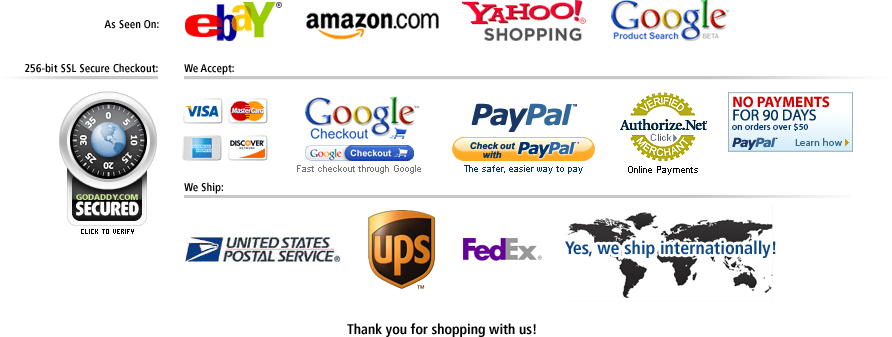 As Seen On:
ebaY®
amazon.com
YAHOO!®
SHOPPING
Google™
Product Search BETA
256-bit SSL Secure Checkout:
We Accept:
0
5
10
15
20
25
30
35
GODADDY.COM
SECURED
CLICK TO VERIFY
VISA
MasterCard
AMERICAN EXPRESS
DISCOVER
NETWORK
Google™
Checkout
Google Checkout
Fast checkout through Google
PayPal™
Check out with PayPal™
The safer, easier way to pay
VERIFIED
Authorize.Net®
Click
MERCHANT
Online Payments
NO PAYMENTS
FOR 90 DAYS
on orders over $50
PayPal™ Learn how
We Ship:
UNITED STATES
POSTAL SERVICE®
ups™
FedEx®
Yes, we ship internationally!
Thank you for shopping with us!